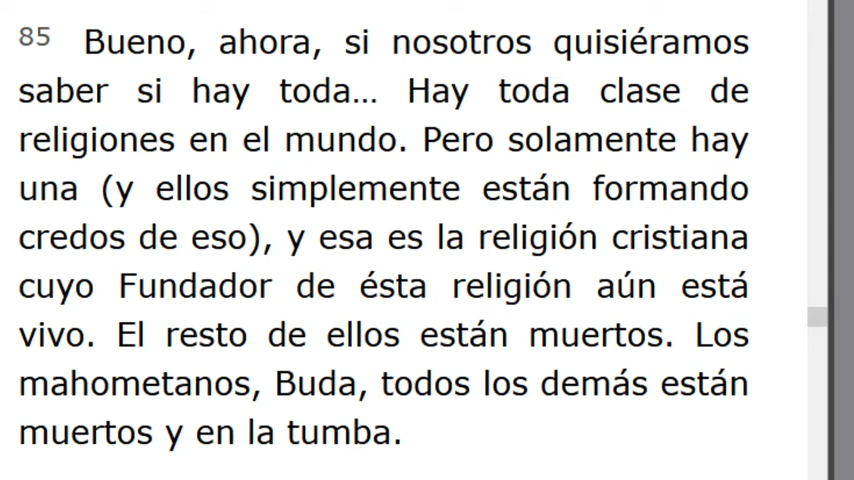 85 Bueno, ahora, si nosotros quisiéramos
saber si hay toda... Hay toda clase de
religiones en el mundo. Pero solamente hay
una (y ellos simplemente están formando
credos de eso), y esa es la religión cristiana
cuyo Fundador de ésta religión aún está
vivo. El resto de ellos están muertos. Los
mahometanos, Buda, todos los demás están
muertos y en la tumba.